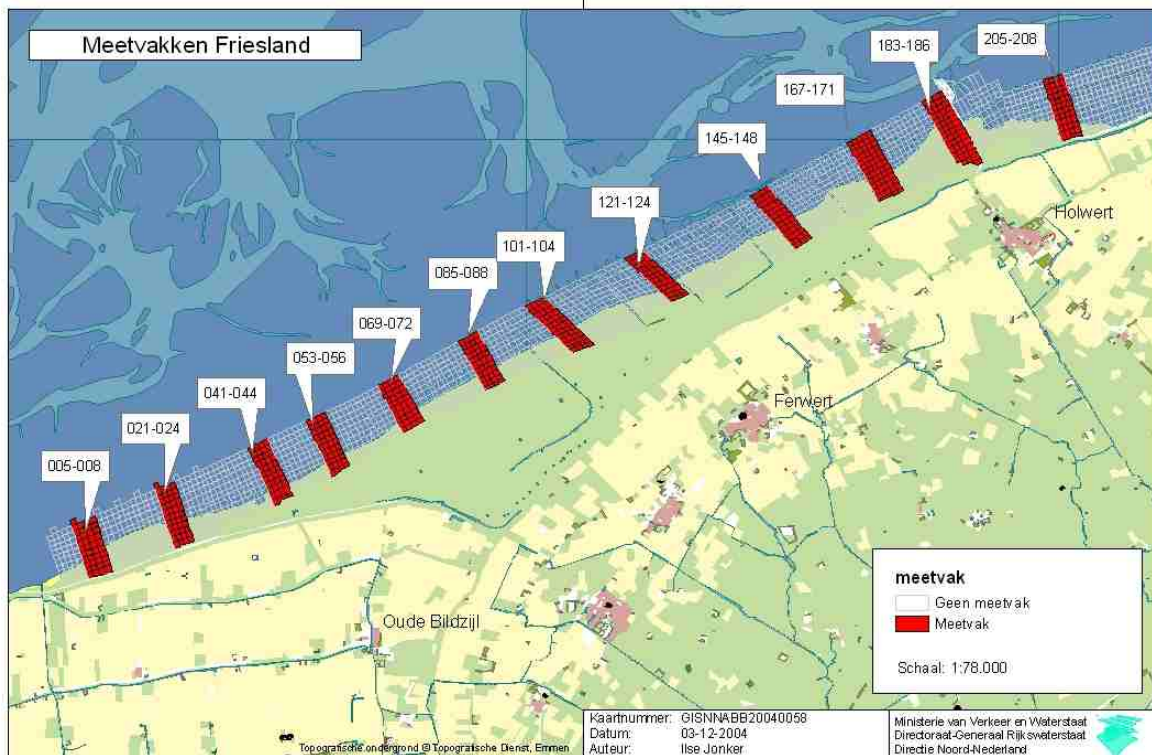 Meetvakken Friesland
205-208
183-186
167-171
145-148
121-124
101-104
085-088
069-072
053-056
041-044
021-024
005-008
Holwert
Ferwert
Oude Bildzijl
meetvak
Geen meetvak
Meetvak
Schaal: 1:78.000
Topografische ondergrond © Topografische Dienst, Emmen
Kaartnummer: GISNNABB20040058
Datum: 03-12-2004
Auteur: Ilse Jonker
Ministerie van Verkeer en Waterstaat
Directoraat-Generaal Rijkswaterstaat
Directie Noord-Nederland